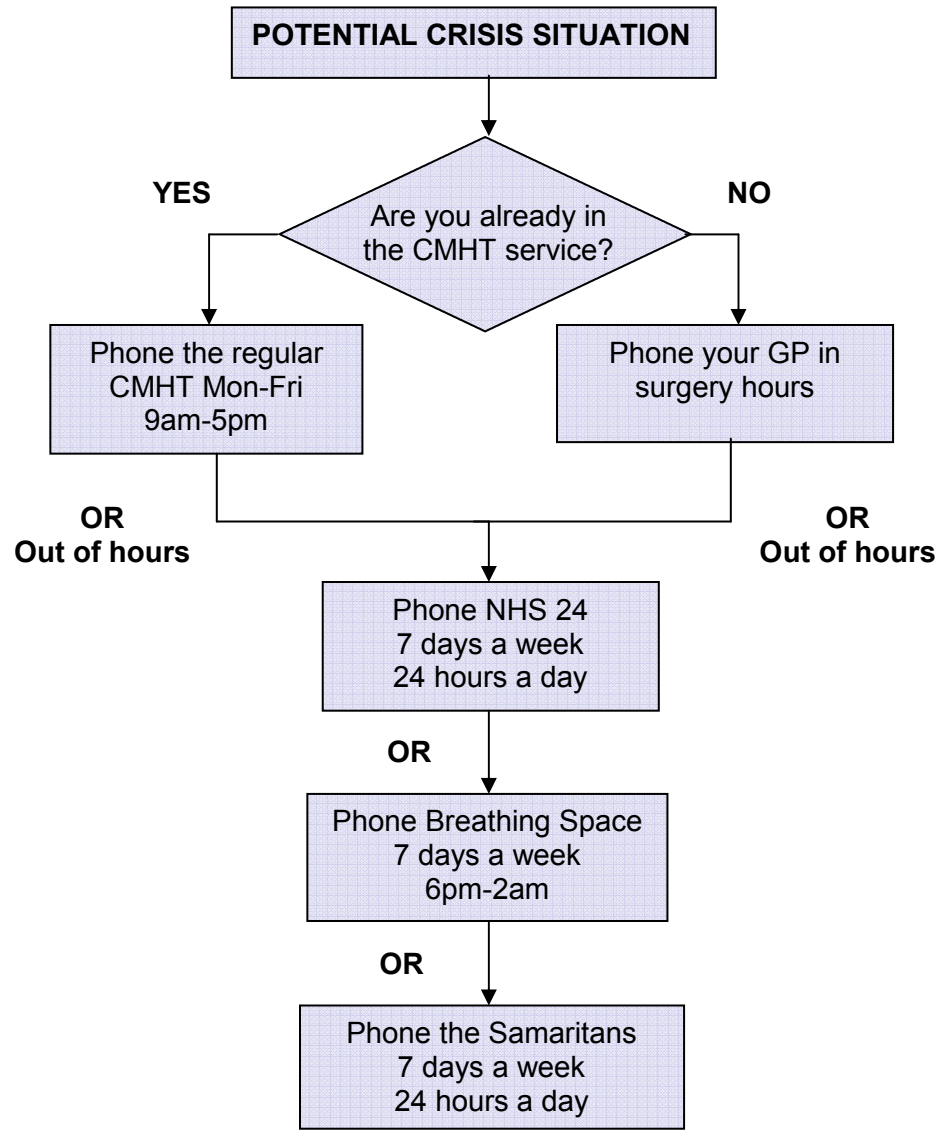 POTENTIAL CRISIS SITUATION
YES
NO
Are you already in
the CMHT service?
Phone the regular
CMHT Mon-Fri
9am-5pm
Phone your GP in
surgery hours
OR
Out of hours
OR
Out of hours
Phone NHS 24
7 days a week
24 hours a day
OR
Phone Breathing Space
7 days a week
6pm-2am
OR
Phone the Samaritans
7 days a week
24 hours a day